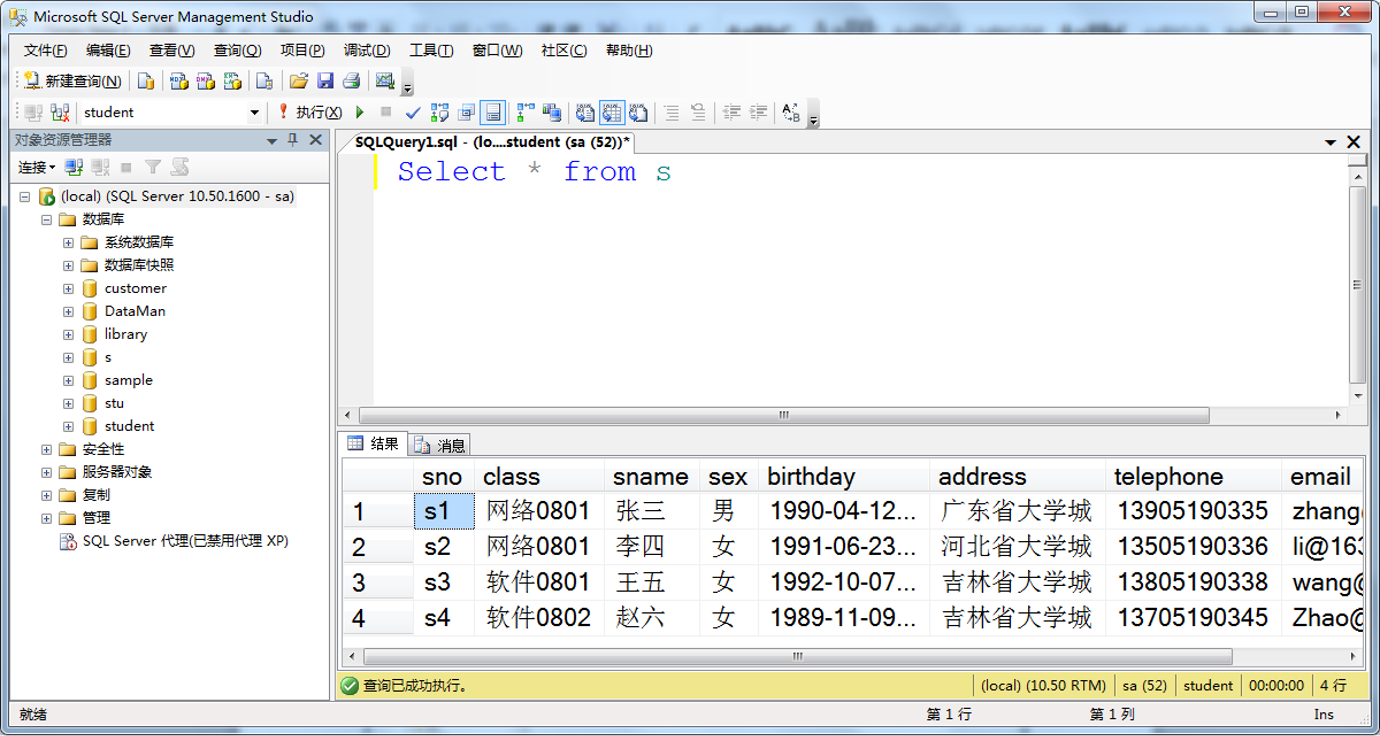 Microsoft SQL Server Management Studio
文件(F) 编辑(E) 查看(V) 查询(Q) 项目(P) 调试(D) 工具(T) 窗口(W) 社区(C) 帮助(H)
新建查询(N)
student 执行(X)
对象资源管理器
连接
(local) (SQL Server 10.50.1600 - sa)
数据库
系统数据库
数据库快照
customer
DataMan
library
s
sample
stu
student
安全性
服务器对象
复制
管理
SQL Server 代理(已禁用代理 XP)
SQLQuery1.sql - (lo....student (sa (52))*
Select * from s
结果 消息
sno class sname sex birthday address telephone email
1 s1 网络0801 张三 男 1990-04-12... 广东省大学城 13905190335 zhang@
2 s2 网络0801 李四 女 1991-06-23... 河北省大学城 13505190336 li@163
3 s3 软件0801 王五 女 1992-10-07... 吉林省大学城 13805190338 wang@
4 s4 软件0802 赵六 女 1989-11-09... 吉林省大学城 13705190345 Zhao@
查询已成功执行。 (local) (10.50 RTM) sa (52) student 00:00:00 4 行
就绪 第 1 行 第 1 列 Ins